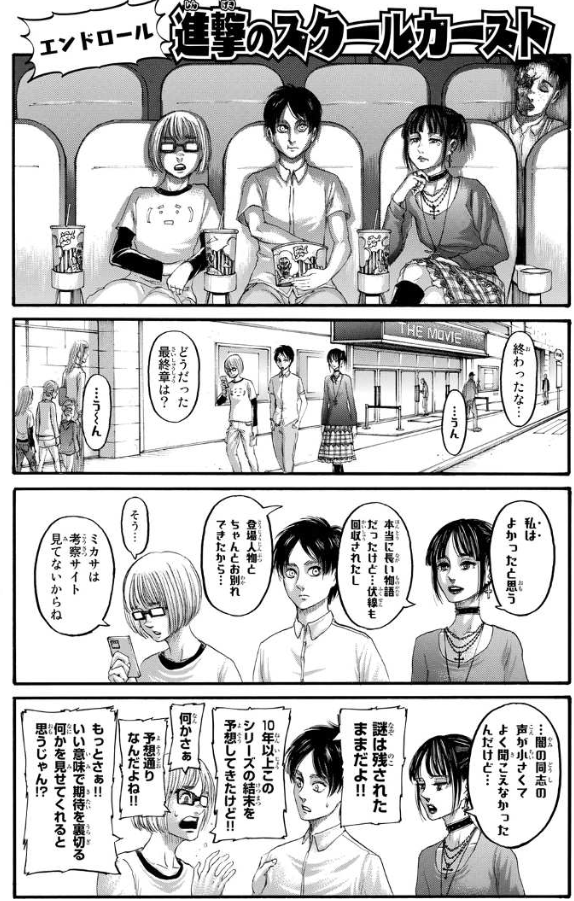 エンドロール
進撃のスクールカースト
終わったな…
…うん
どうだった
最終章は？
…う〜ん
THE MOVIE
私は
よかったと思う
本当に長い物語
だったけど…伏線も
回収されたし
登場人物と
ちゃんとお別れ
できたから…
そう…
ミカサは
考察サイト
見てないからね
…闇の同志の
声が小さくて
よく聞こえなかった
んだけど…
謎は残された
ままだよ!!
10年以上この
シリーズの結末を
予想してきたけど!!
何かさぁ
予想通り
なんだよね!!
もっとさぁ!!
いい意味で期待を裏切る
何かを見せてくれると
思うじゃん!?